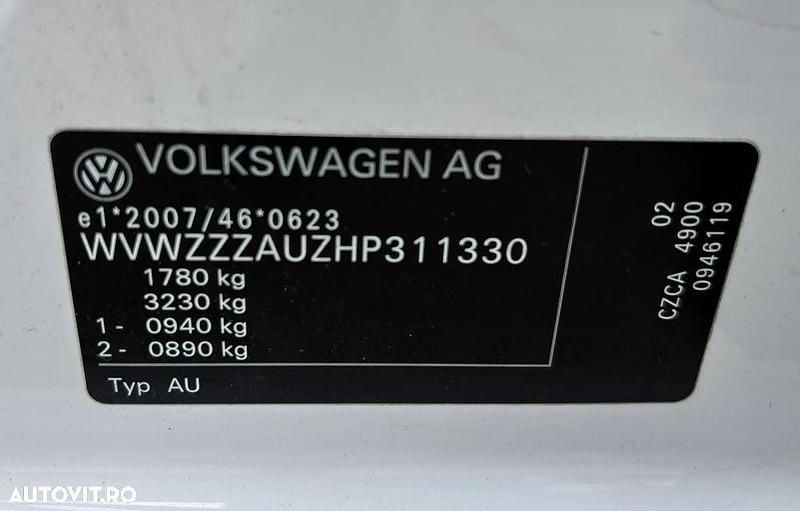 VOLKSWAGEN AG
e1*2007/46*0623
WVWZZZAUZHP311330
1780 kg
3230 kg
1 - 0940 kg
2 - 0890 kg
Typ AU
02
CZCA 4900
0946119
AUTOVIT.RO